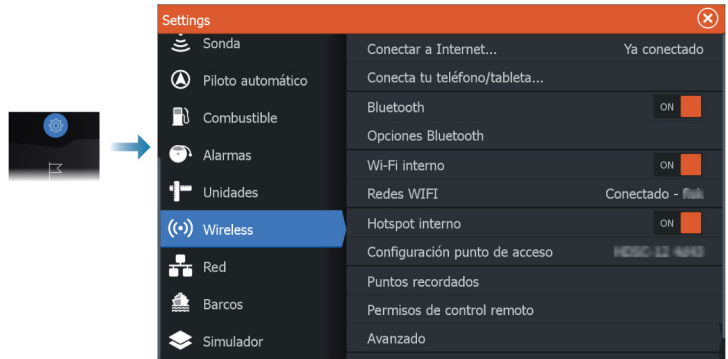 Settings
Sonda
Piloto automático
Combustible
Alarmas
Unidades
Wireless
Red
Barcos
Simulador
Conectar a Internet... Ya conectado
Conecta tu teléfono/tableta...
Bluetooth ON
Opciones Bluetooth
Wi-Fi interno ON
Redes WIFI Conectado -
Hotspot interno ON
Configuración punto de acceso
Puntos recordados
Permisos de control remoto
Avanzado